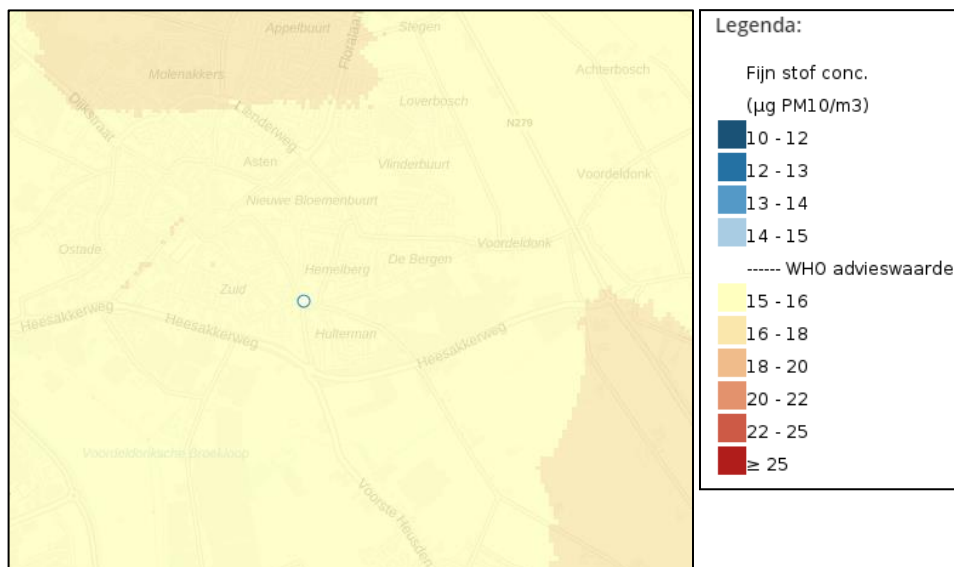 Appelbuurt
Floralaan
Stegen
Molenakkers
Achterbosch
Dijkstraat
Lienderweg
Loverbosch
N279
Asten
Vlinderbuurt
Voordeldonk
Nieuwe Bloemenbuurt
Ostade
Voordeldonk
De Bergen
Hemelberg
Zuid
Heesakkerweg
Heesakkerweg
Hullerman
Heesakkerweg
Voordeldonksche Broekloop
Voorste Heusden
Legenda:
Fijn stof conc.
(µg PM10/m3)
10 - 12
12 - 13
13 - 14
14 - 15
------ WHO advieswaarde
15 - 16
16 - 18
18 - 20
20 - 22
22 - 25
≥ 25